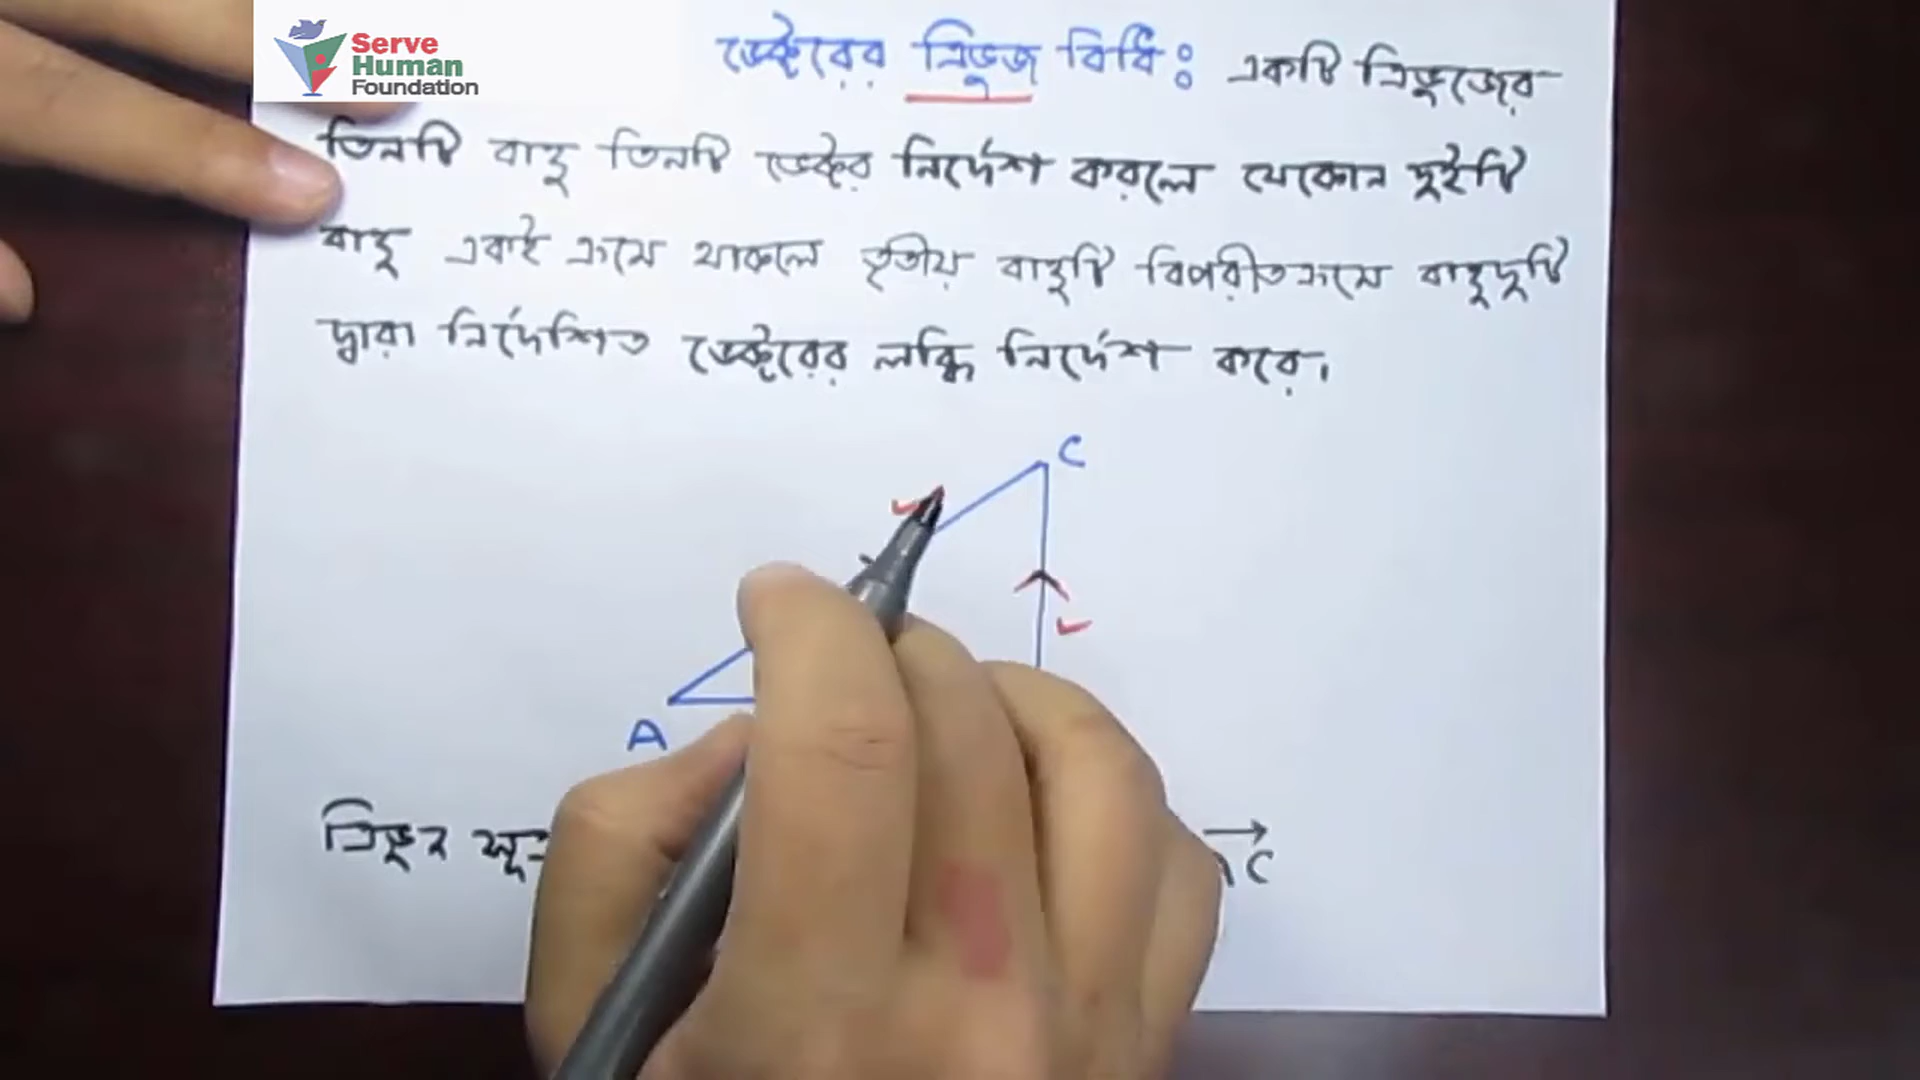 Serve
Human
Foundation
ভেক্টরের ত্রিভুজ বিধি: একটি ত্রিভুজের
তিনটি বাহু তিনটি ভেক্টর নির্দেশ করলে যেকোন দুইটি
বাহু একই ক্রমে থাকলে তৃতীয় বাহুটি বিপরীতক্রমে বাহুদুটি
দ্বারা নির্দেশিত ভেক্টরের লব্ধি নির্দেশ করে।
C
A
C